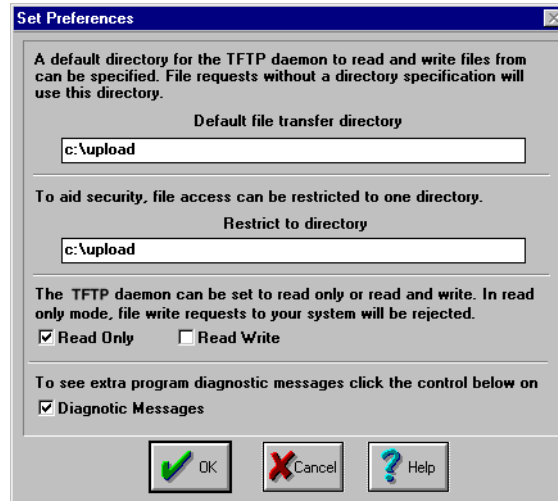 Set Preferences
A default directory for the TFTP daemon to read and write files from
can be specified. File requests without a directory specification will
use this directory.
Default file transfer directory
c:\upload
To aid security, file access can be restricted to one directory.
Restrict to directory
c:\upload
The TFTP daemon can be set to read only or read and write. In read
only mode, file write requests to your system will be rejected.
Read Only Read Write
To see extra program diagnostic messages click the control below on
Diagnotic Messages
OK Cancel Help